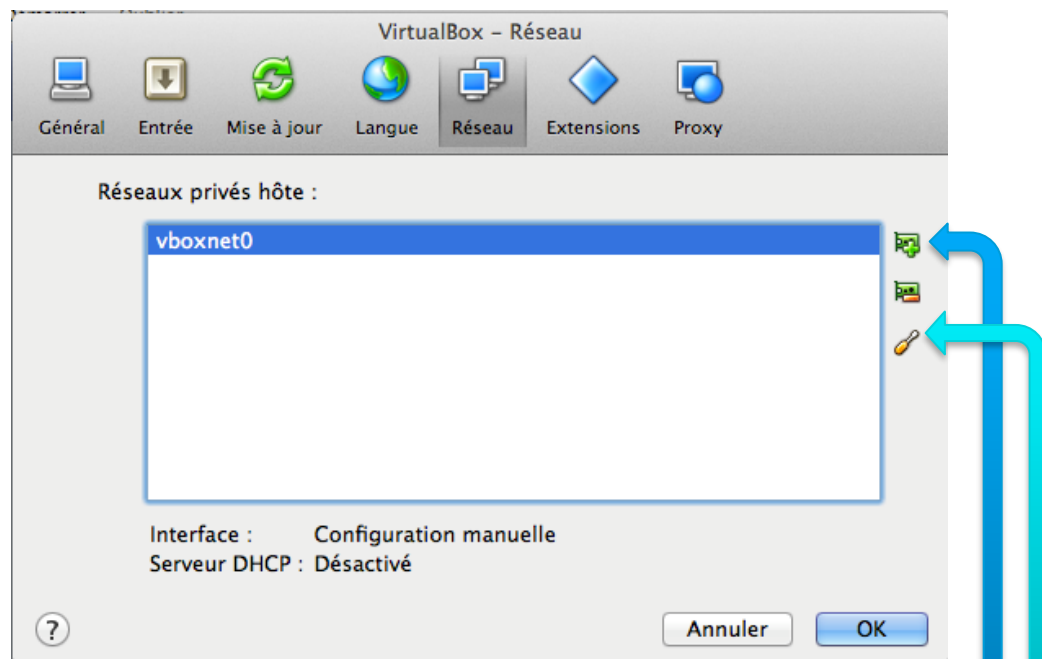 VirtualBox – Réseau
Général Entrée Mise à jour Langue Réseau Extensions Proxy
Réseaux privés hôte :
vboxnet0
Interface : Configuration manuelle
Serveur DHCP : Désactivé
? Annuler OK